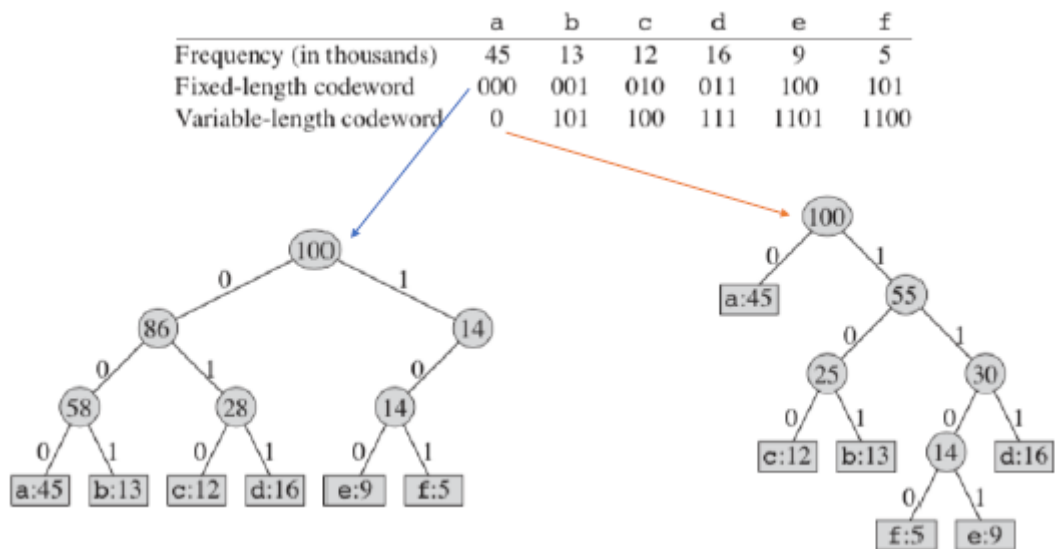 a b c d e f
Frequency (in thousands) 45 13 12 16 9 5
Fixed-length codeword 000 001 010 011 100 101
Variable-length codeword 0 101 100 111 1101 1100
100
0 1
86 14
0 1 0
58 28 14
0 1 0 1 0 1
a:45 b:13 c:12 d:16 e:9 f:5
100
0 1
a:45 55
0 1
25 30
0 1 0 1
c:12 b:13 14 d:16
0 1
f:5 e:9